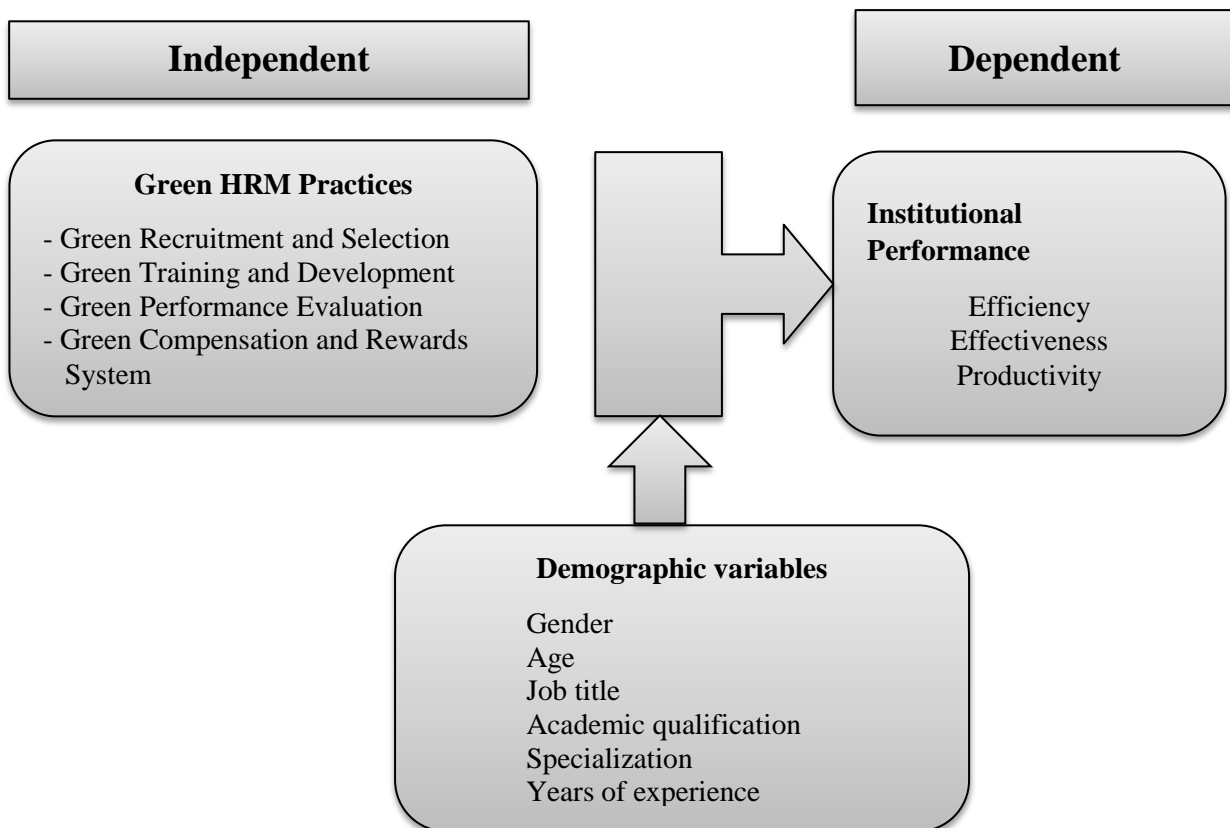 Independent
Dependent
Green HRM Practices
- Green Recruitment and Selection
- Green Training and Development
- Green Performance Evaluation
- Green Compensation and Rewards
System
Institutional
Performance
Efficiency
Effectiveness
Productivity
Demographic variables
Gender
Age
Job title
Academic qualification
Specialization
Years of experience